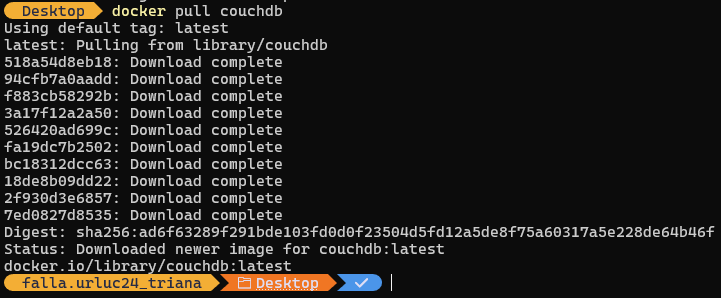 Desktop docker pull couchdb
Using default tag: latest
latest: Pulling from library/couchdb
518a54d8eb18: Download complete
94cfb7a0aadd: Download complete
f883cb58292b: Download complete
3a17f12a2a50: Download complete
526420ad699c: Download complete
fa19dc7b2502: Download complete
bc18312dcc63: Download complete
18de8b09dd22: Download complete
2f930d3e6857: Download complete
7ed0827d8535: Download complete
Digest: sha256:ad6f63289f291bde103fd0d0f23504d5fd12a5de8f75a60317a5e228de64b46f
Status: Downloaded newer image for couchdb:latest
docker.io/library/couchdb:latest
falla.urluc24_triana Desktop